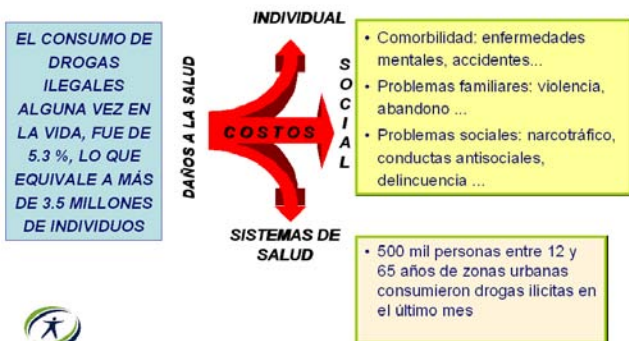 EL CONSUMO DE
DROGAS
ILEGALES
ALGUNA VEZ EN
LA VIDA, FUE DE
5.3 %, LO QUE
EQUIVALE A MÁS
DE 3.5 MILLONES
DE INDIVIDUOS
DAÑOS A LA SALUD
INDIVIDUAL
COSTOS
SOCIAL
SISTEMAS DE
SALUD
• Comorbilidad: enfermedades
mentales, accidentes...
• Problemas familiares: violencia,
abandono ...
• Problemas sociales: narcotráfico,
conductas antisociales,
delincuencia ...
• 500 mil personas entre 12 y
65 años de zonas urbanas
consumieron drogas ilicitas en
el último mes